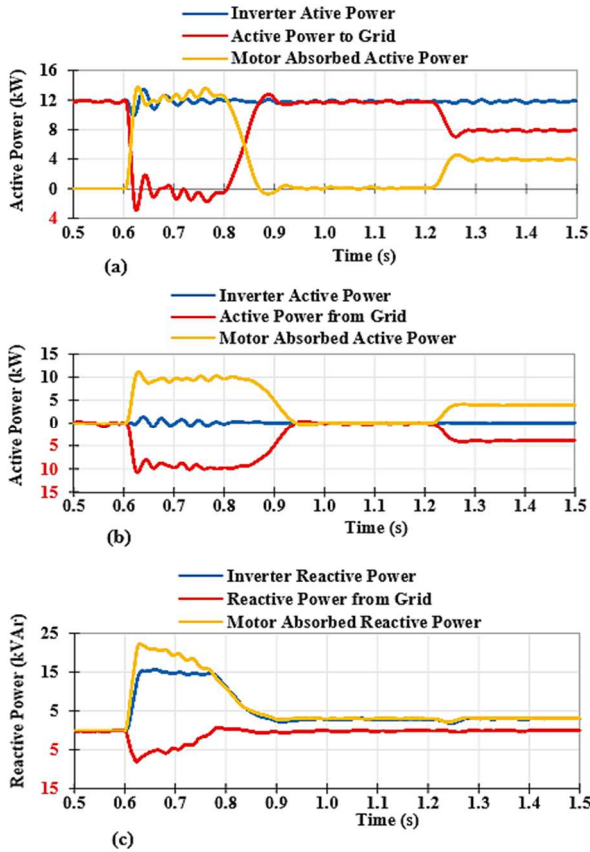 Inverter Ative Power
Active Power to Grid
Motor Absorbed Active Power
Active Power (kW)
16
12
8
4
0
4
0.5 0.6 0.7 0.8 0.9 1.0 1.1 1.2 1.3 1.4 1.5
Time (s)
(a)
Inverter Active Power
Active Power from Grid
Motor Absorbed Active Power
Active Power (kW)
15
10
5
0
5
10
15
0.5 0.6 0.7 0.8 0.9 1.0 1.1 1.2 1.3 1.4 1.5
Time (s)
(b)
Inverter Reactive Power
Reactive Power from Grid
Motor Absorbed Reactive Power
Reactive Power (kVAr)
25
15
5
5
15
0.5 0.6 0.7 0.8 0.9 1.0 1.1 1.2 1.3 1.4 1.5
Time (s)
(c)